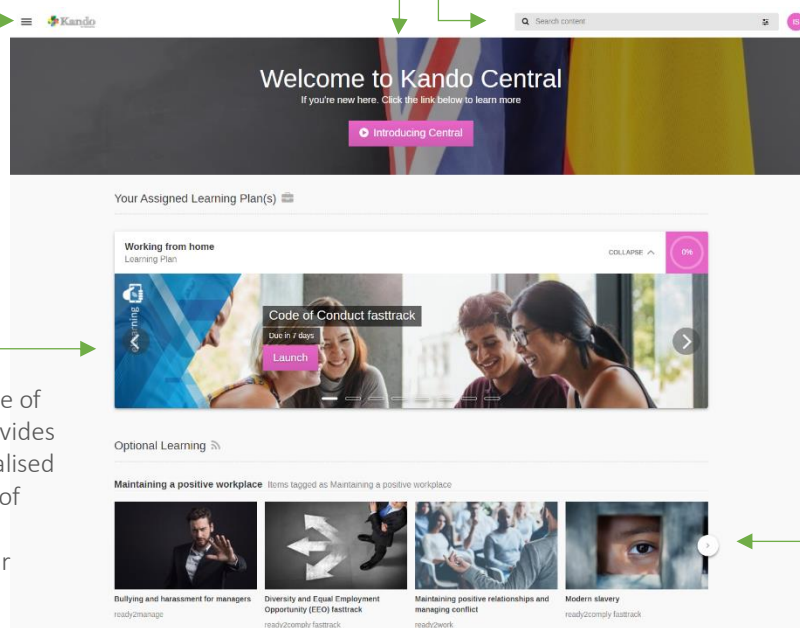 Kando
Search content
IS
Welcome to Kando Central
If you're new here. Click the link below to learn more
Introducing Central
Your Assigned Learning Plan(s)
Working from home
Learning Plan
COLLAPSE
0%
eLearning
Code of Conduct fasttrack
Due in 7 days
Launch
e of
vides
alised
of
r
Optional Learning
Maintaining a positive workplace Items tagged as Maintaining a positive workplace
Bullying and harassment for managers
ready2manage
Diversity and Equal Employment
Opportunity (EEO) fasttrack
ready2comply fasttrack
Maintaining positive relationships and
managing conflict
ready2work
Modern slavery
ready2comply fasttrack